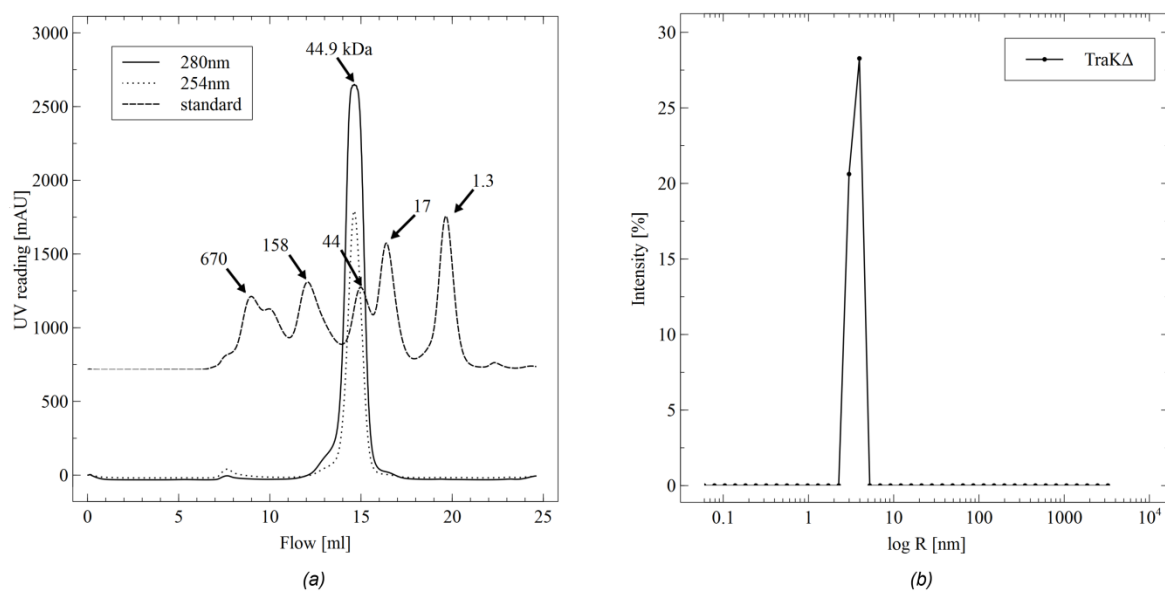 3000
2500
2000
1500
1000
500
0
UV reading [mAU]
280nm
254nm
standard
44.9 kDa
670
158
44
17
1.3
0
5
10
15
20
25
Flow [ml]
(a)
30
25
20
15
10
5
0
Intensity [%]
TraKΔ
0.1
1
10
100
1000
10⁴
log R [nm]
(b)